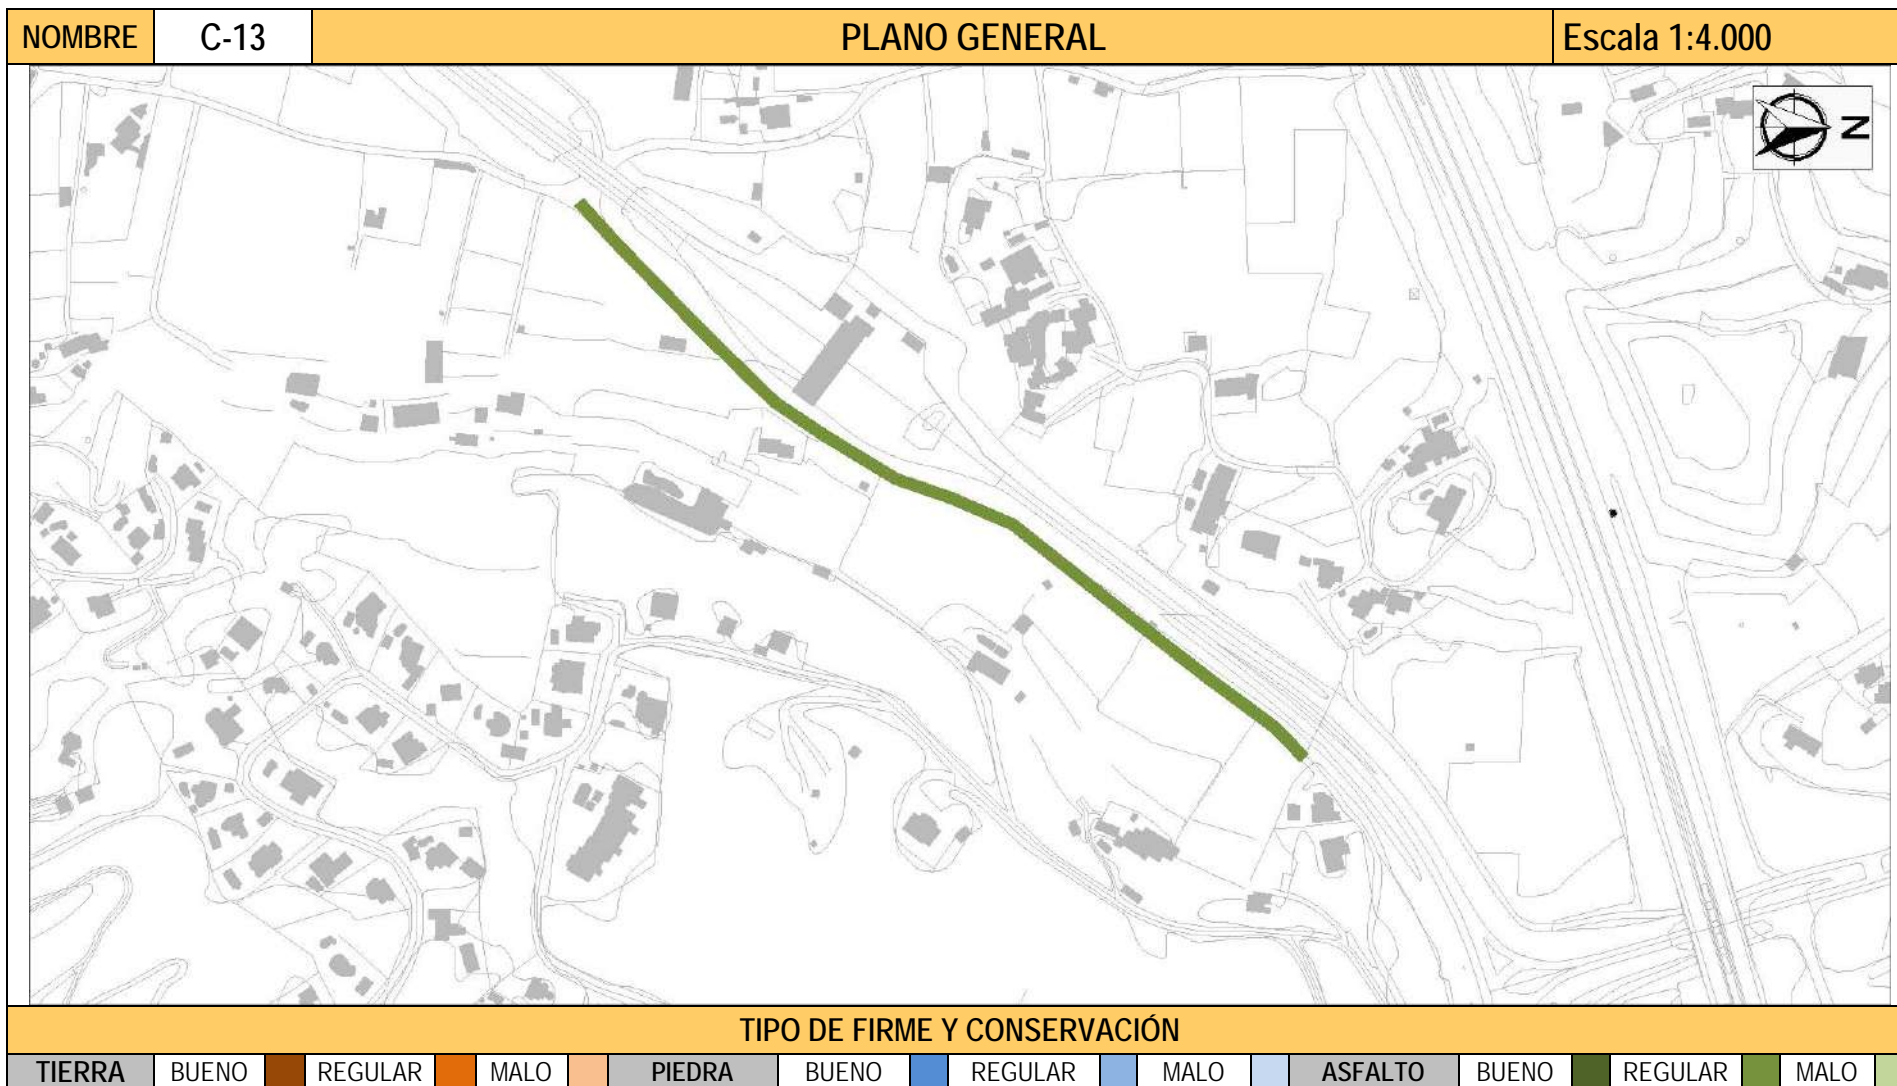 NOMBRE C-13 PLANO GENERAL Escala 1:4.000
N
TIPO DE FIRME Y CONSERVACIÓN
TIERRA BUENO REGULAR MALO PIEDRA BUENO REGULAR MALO ASFALTO BUENO REGULAR MALO